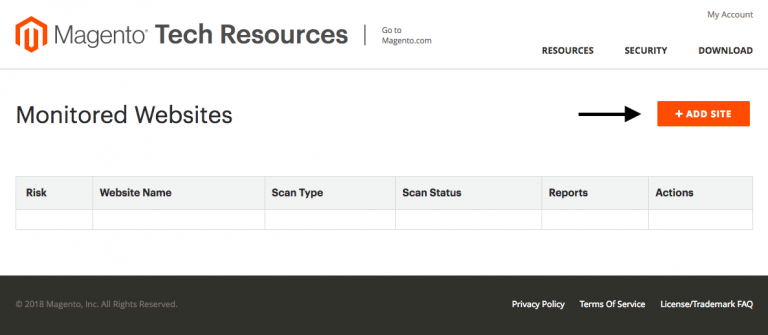 My Account
Magento® Tech Resources
Go to
Magento.com
RESOURCES SECURITY DOWNLOAD
Monitored Websites
+ ADD SITE
Risk Website Name Scan Type Scan Status Reports Actions
© 2018 Magento, Inc. All Rights Reserved. Privacy Policy Terms Of Service License/Trademark FAQ